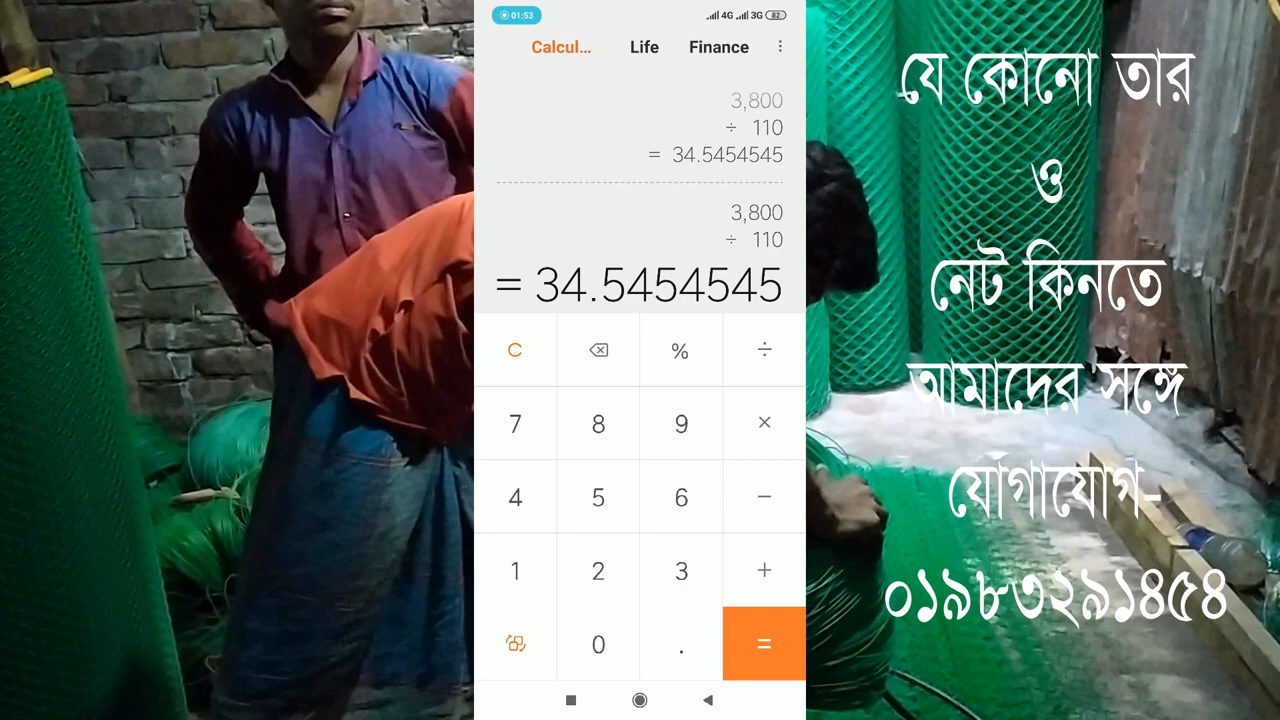 01:53
4G 3G 82
Calcul... Life Finance
3,800
÷ 110
= 34.5454545
3,800
÷ 110
= 34.5454545
C % ÷
7 8 9 ×
4 5 6 −
1 2 3 +
0 . =
যে কোনো তার
ও
নেট কিনতে
আমাদের সঙ্গে
যোগাযোগ-
০১৯৮৩২৯১৪৫৪